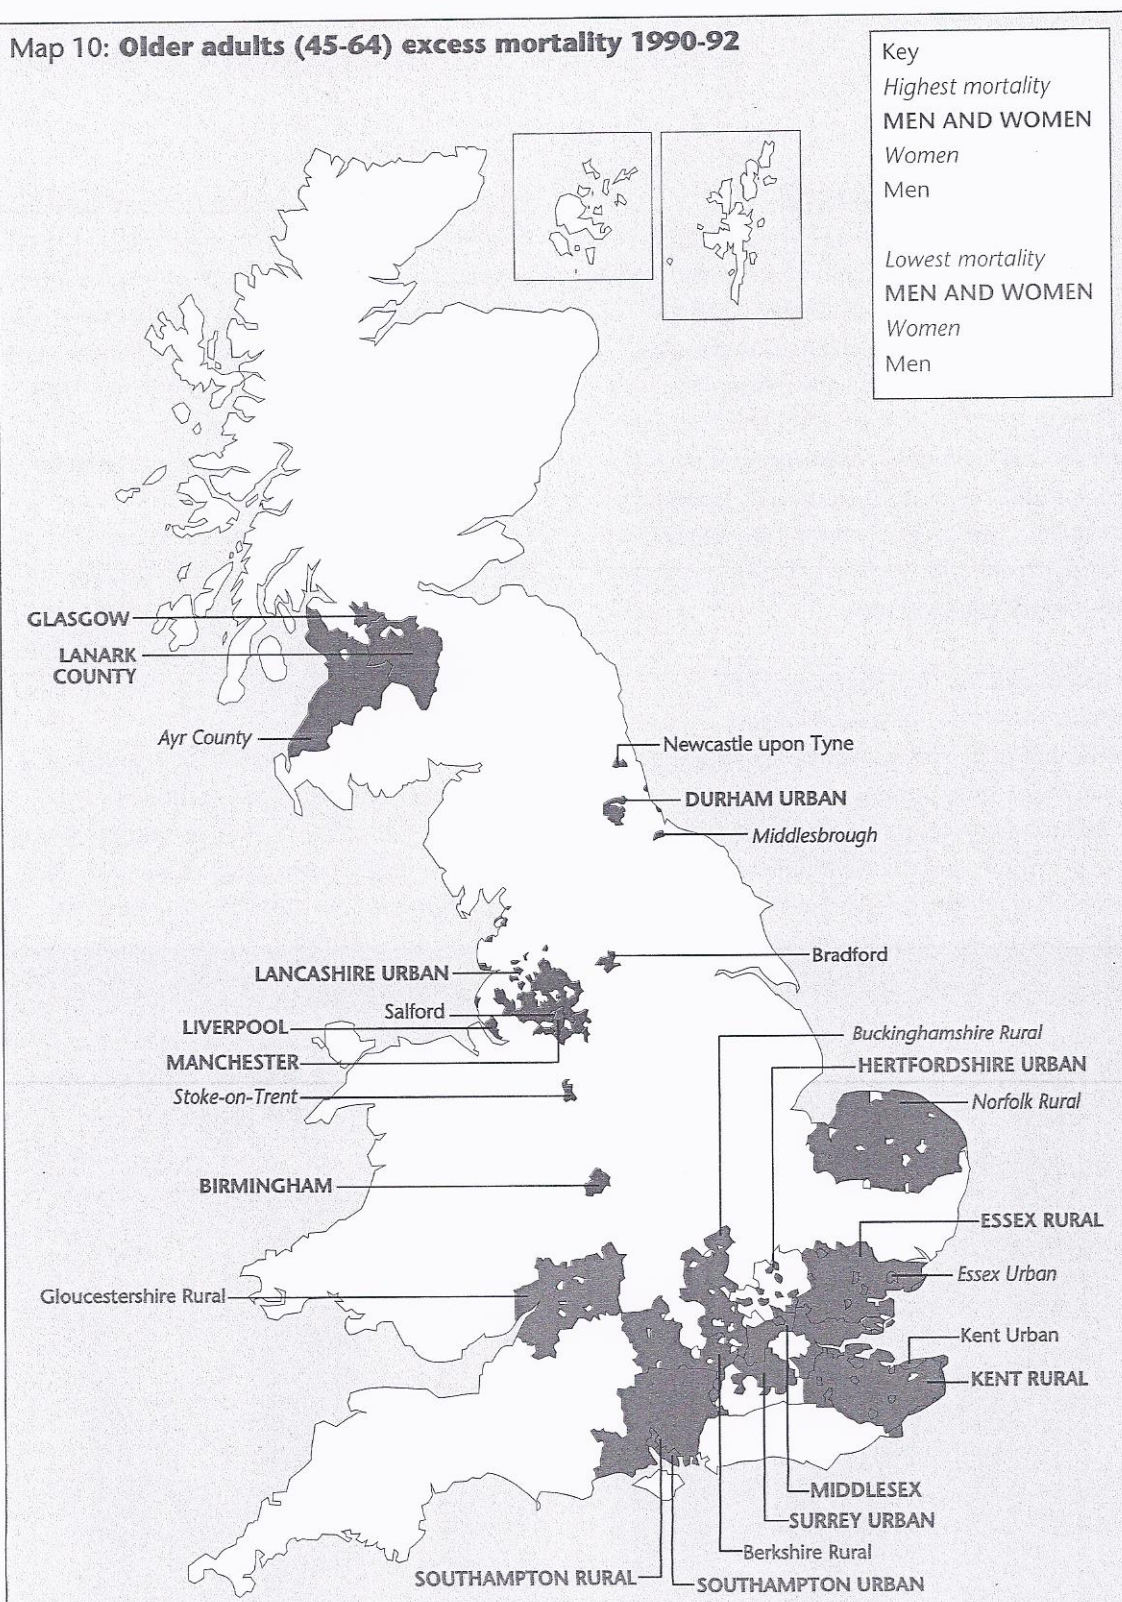 Map 10: Older adults (45-64) excess mortality 1990-92
Key
Highest mortality
MEN AND WOMEN
Women
Men
Lowest mortality
MEN AND WOMEN
Women
Men
GLASGOW
LANARK
COUNTY
Ayr County
Newcastle upon Tyne
DURHAM URBAN
Middlesbrough
Bradford
LANCASHIRE URBAN
Salford
LIVERPOOL
MANCHESTER
Stoke-on-Trent
Buckinghamshire Rural
HERTFORDSHIRE URBAN
Norfolk Rural
BIRMINGHAM
ESSEX RURAL
Essex Urban
Gloucestershire Rural
Kent Urban
KENT RURAL
MIDDLESEX
SURREY URBAN
Berkshire Rural
SOUTHAMPTON RURAL
SOUTHAMPTON URBAN